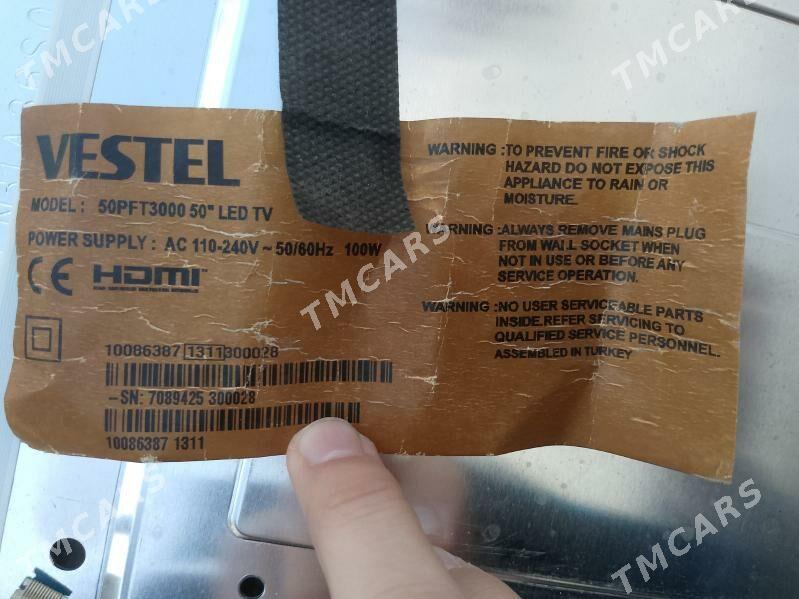 VESTEL
MODEL : 50PFT3000 50" LED TV
POWER SUPPLY : AC 110-240V ~ 50/60Hz 100W
CE HDMI™
10086387 1311 300028
-SN: 7089425 300028
10086387 1311
WARNING :TO PREVENT FIRE OR SHOCK
HAZARD DO NOT EXPOSE THIS
APPLIANCE TO RAIN OR
MOISTURE.
WARNING :ALWAYS REMOVE MAINS PLUG
FROM WALL SOCKET WHEN
NOT IN USE OR BEFORE ANY
SERVICE OPERATION.
WARNING :NO USER SERVICEABLE PARTS
INSIDE.REFER SERVICING TO
QUALIFIED SERVICE PERSONNEL.
ASSEMBLED IN TURKEY
TMCARS
TMCARS
TMCARS
TMCARS
TMCARS
TMCARS